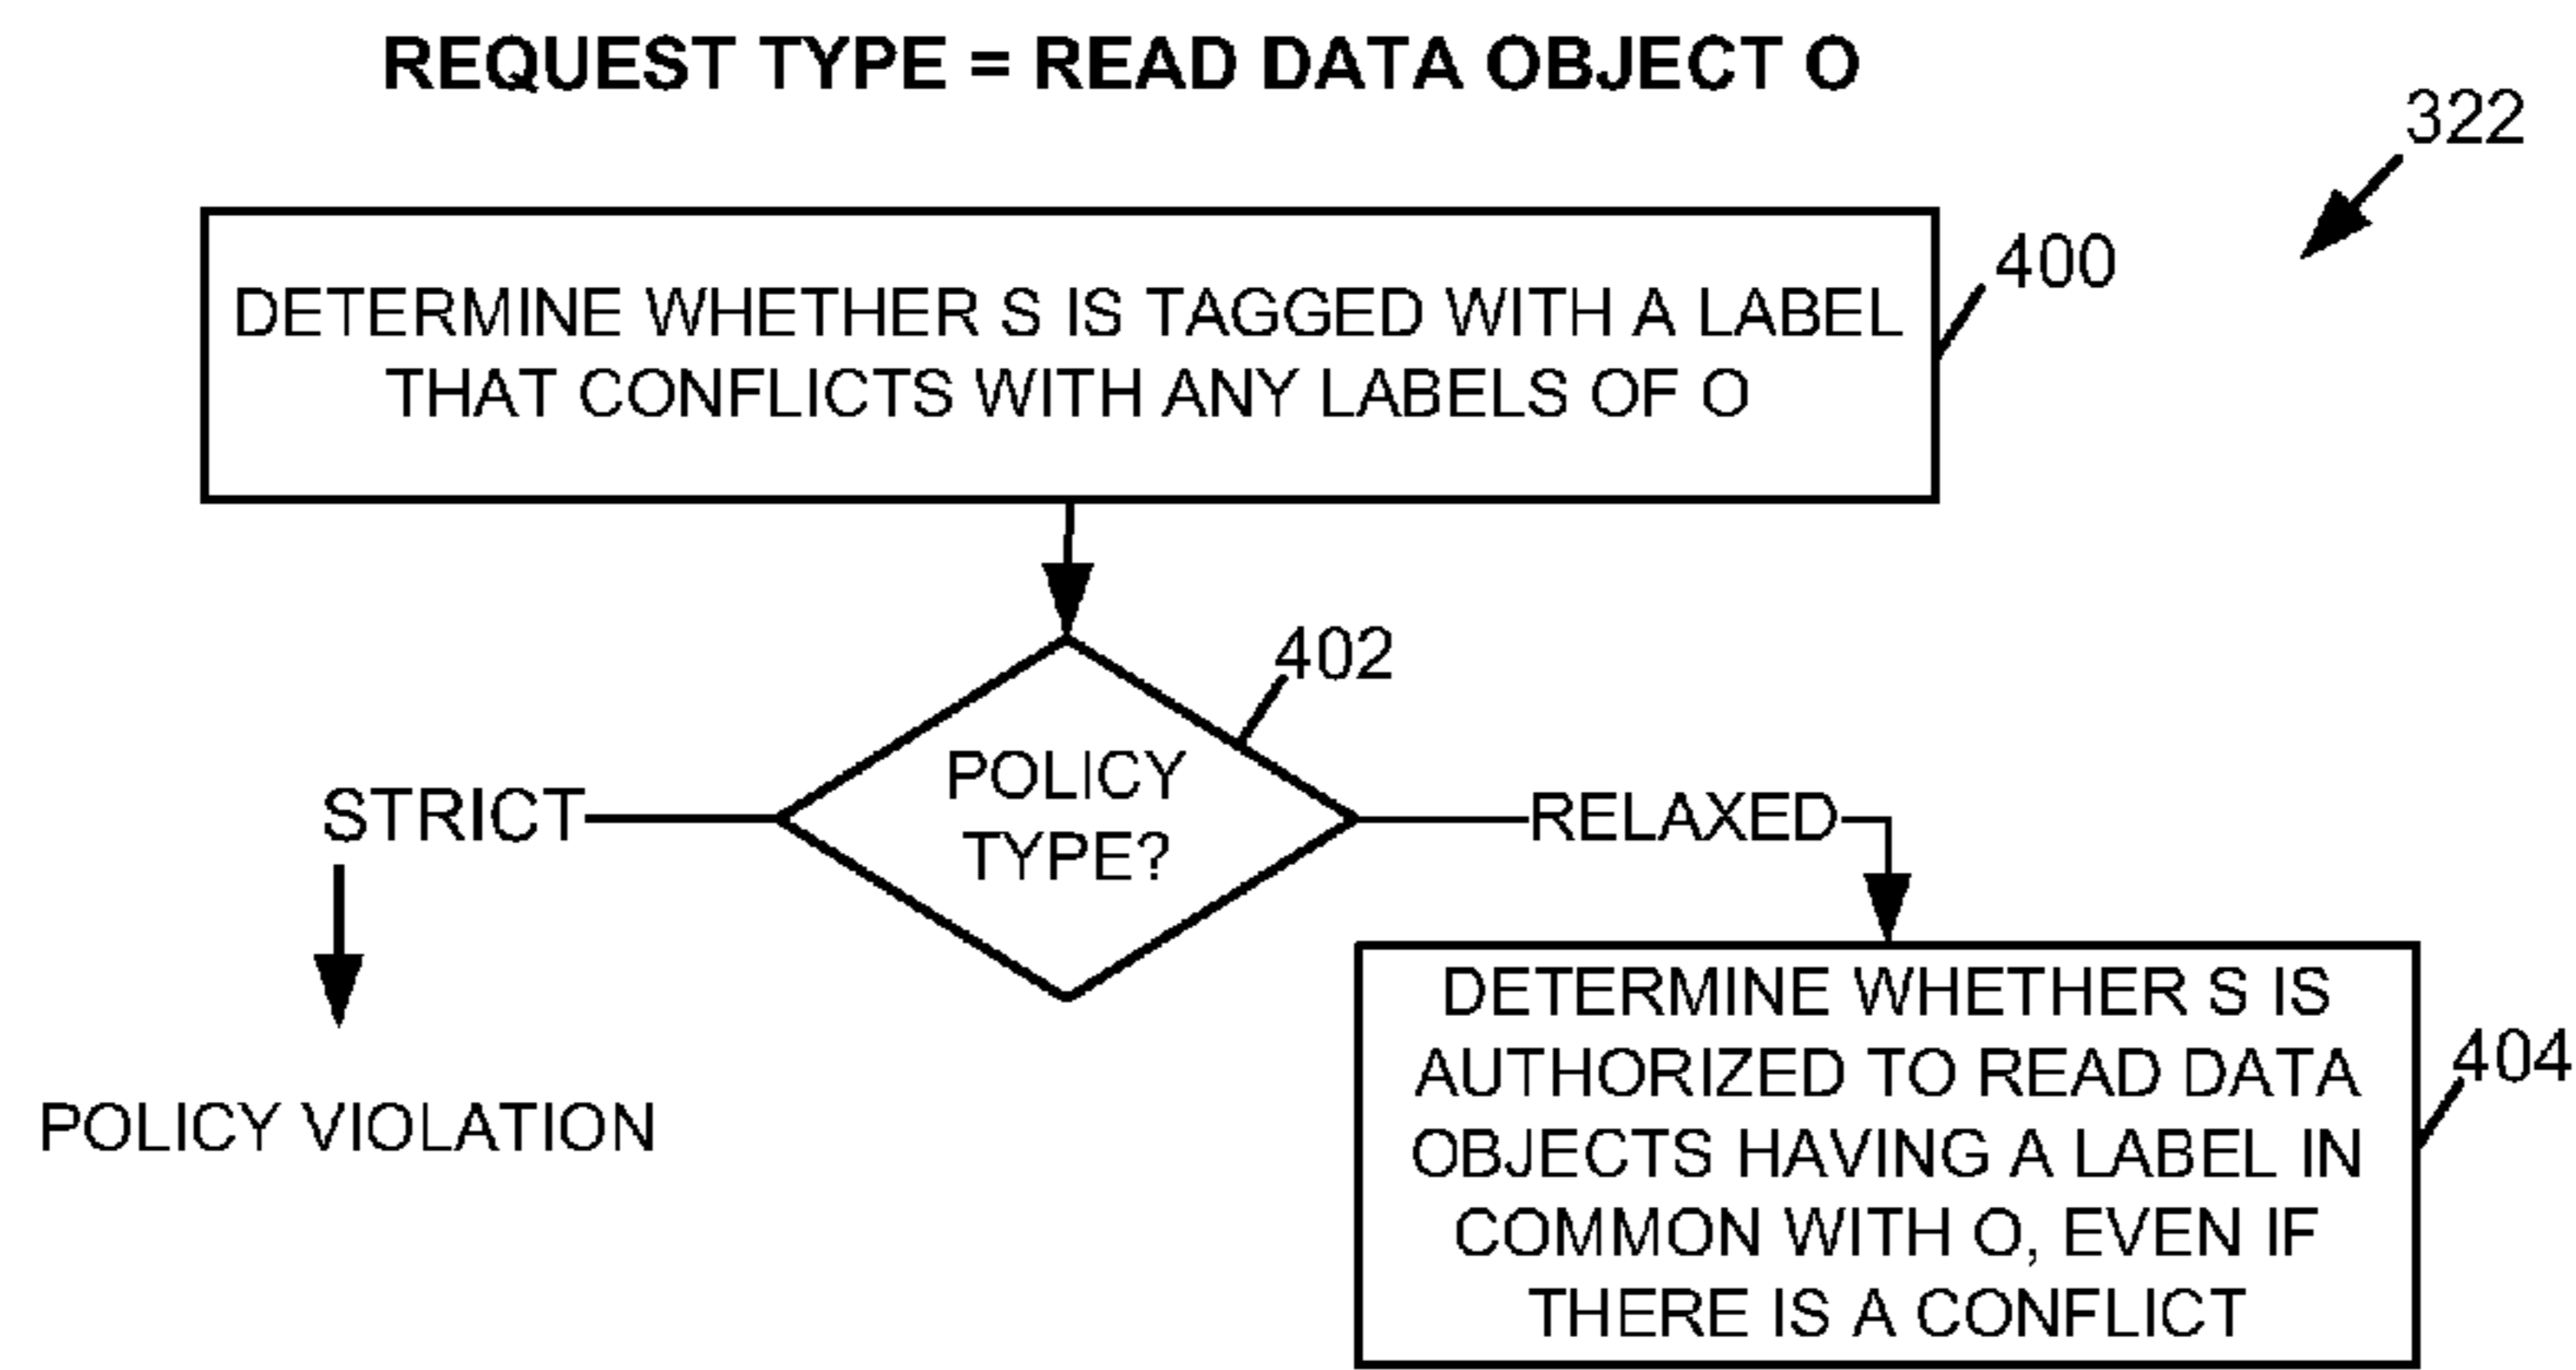 REQUEST TYPE = READ DATA OBJECT O
322
400
DETERMINE WHETHER S IS TAGGED WITH A LABEL
THAT CONFLICTS WITH ANY LABELS OF O
402
POLICY
TYPE?
STRICT
RELAXED
POLICY VIOLATION
DETERMINE WHETHER S IS
AUTHORIZED TO READ DATA
OBJECTS HAVING A LABEL IN
COMMON WITH O, EVEN IF
THERE IS A CONFLICT
404